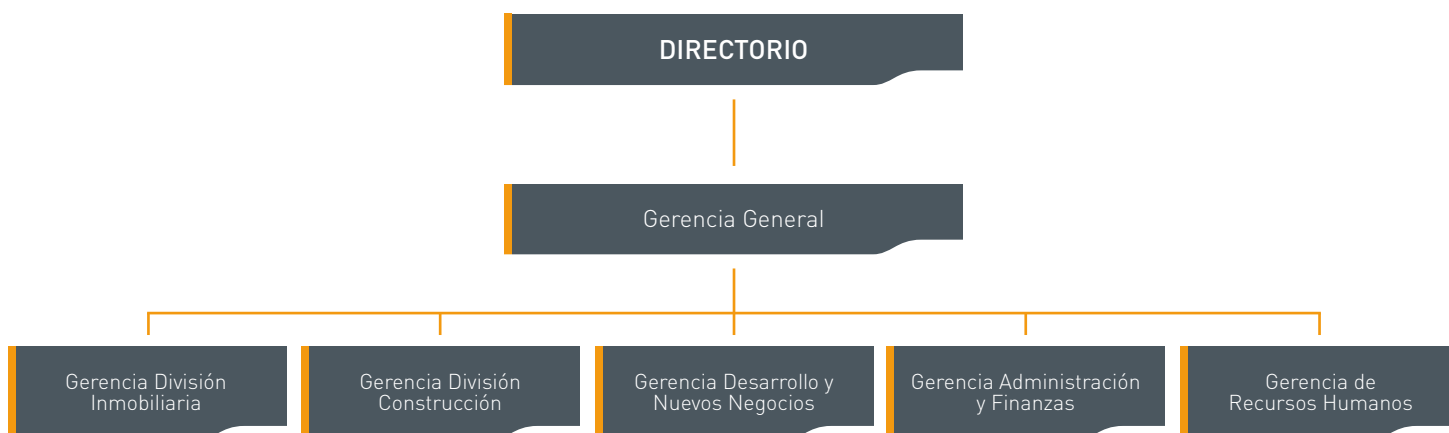 DIRECTORIO
Gerencia General
Gerencia División
Inmobiliaria
Gerencia División
Construcción
Gerencia Desarrollo y
Nuevos Negocios
Gerencia Administración
y Finanzas
Gerencia de
Recursos Humanos